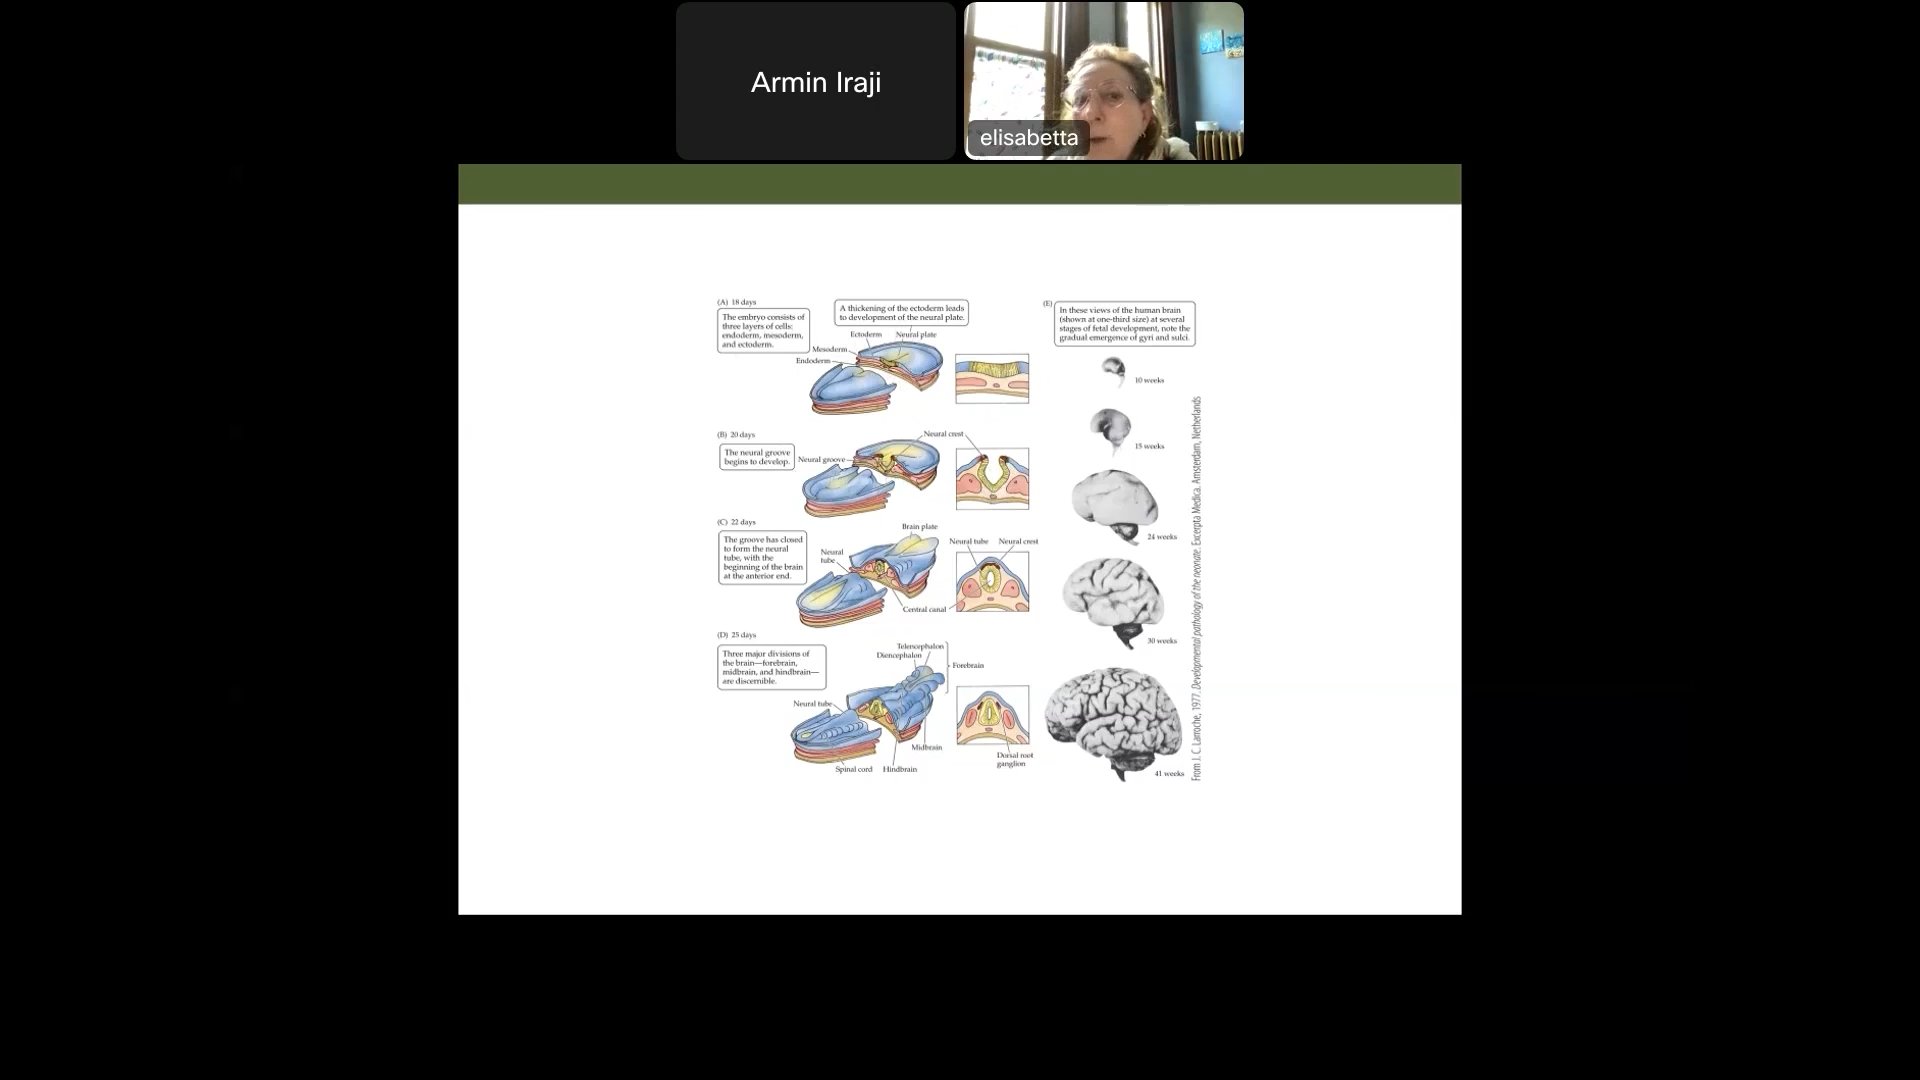 Armin Iraji
elisabetta
(A) 18 days
The embryo consists of
three layers of cells:
endoderm, mesoderm,
and ectoderm.
A thickening of the ectoderm leads
to development of the neural plate.
Ectoderm
Neural plate
Mesoderm
Endoderm
(B) 20 days
The neural groove
begins to develop.
Neural groove
Neural crest
(C) 22 days
The groove has closed
to form the neural
tube, with the
beginning of the brain
at the anterior end.
Brain plate
Neural
tube
Neural tube
Neural crest
Central canal
(D) 25 days
Three major divisions of
the brain—forebrain,
midbrain, and hindbrain—
are discernible.
Telencephalon
Diencephalon
Forebrain
Neural tube
Midbrain
Spinal cord
Hindbrain
Dorsal root
ganglion
(E)
In these views of the human brain
(shown at one-third size) at several
stages of fetal development, note the
gradual emergence of gyri and sulci.
10 weeks
15 weeks
24 weeks
30 weeks
41 weeks
From J. C. Larroche, 1977. Developmental pathology of the neonate. Excerpta Medica. Amsterdam, Netherlands